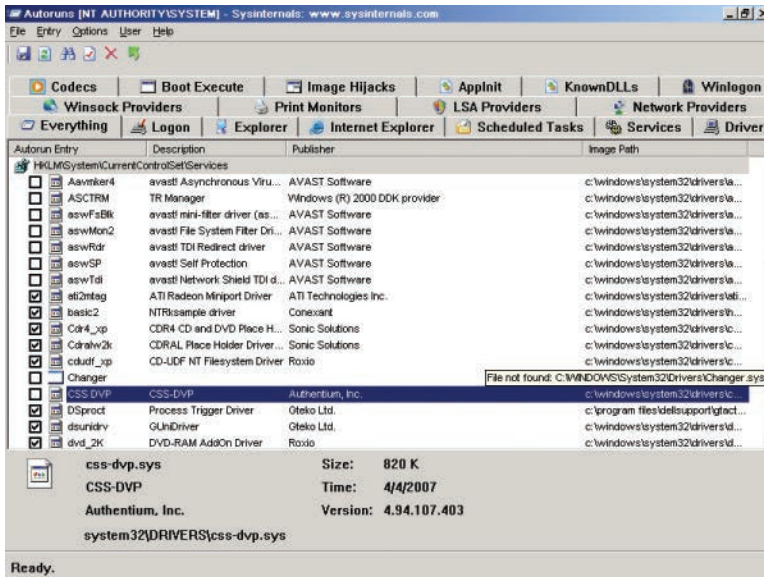 Autoruns [NT AUTHORITY\SYSTEM] - Sysinternals: www.sysinternals.com
File Entry Options User Help
Codecs Boot Execute Image Hijacks AppInit KnownDLLs Winlogon
Winsock Providers Print Monitors LSA Providers Network Providers
Everything Logon Explorer Internet Explorer Scheduled Tasks Services Driver
Autorun Entry Description Publisher Image Path
HKLM\System\CurrentControlSet\Services
Aavmker4 avast! Asynchronous Viru... AVAST Software c:\windows\system32\drivers\a...
ASCTRM TR Manager Windows (R) 2000 DDK provider c:\windows\system32\drivers\a...
aswFsBlk avast! mini-filter driver (as... AVAST Software c:\windows\system32\drivers\a...
aswMon2 avast! File System Filter Dri... AVAST Software c:\windows\system32\drivers\a...
aswRdr avast! TDI Redirect driver AVAST Software c:\windows\system32\drivers\a...
aswSP avast! Self Protection AVAST Software c:\windows\system32\drivers\a...
aswTdi avast! Network Shield TDI d... AVAST Software c:\windows\system32\drivers\a...
ati2mtag ATI Radeon Miniport Driver ATI Technologies Inc. c:\windows\system32\drivers\ati...
basic2 NTRksample driver Conexant c:\windows\system32\drivers\h...
Cdr4_xp CDR4 CD and DVD Place H... Sonic Solutions c:\windows\system32\drivers\c...
Cdralw2k CDRAL Place Holder Driver... Sonic Solutions c:\windows\system32\drivers\c...
cdudf_xp CD-UDF NT Filesystem Driver Roxio c:\windows\system32\drivers\c...
Changer File not found: C:\WINDOWS\System32\Drivers\Changer.sys
CSS DVP CSS-DVP Authentium, Inc. c:\windows\system32\drivers\c...
DSproct Process Trigger Driver Gteko Ltd. c:\program files\dellsupport\gtact...
dsunidrv GUniDriver Gteko Ltd. c:\windows\system32\drivers\d...
dvd_2K DVD-RAM AddOn Driver Roxio c:\windows\system32\drivers\d...
css-dvp.sys Size: 820 K
CSS-DVP Time: 4/4/2007
Authentium, Inc. Version: 4.94.107.403
system32\DRIVERS\css-dvp.sys
Ready.